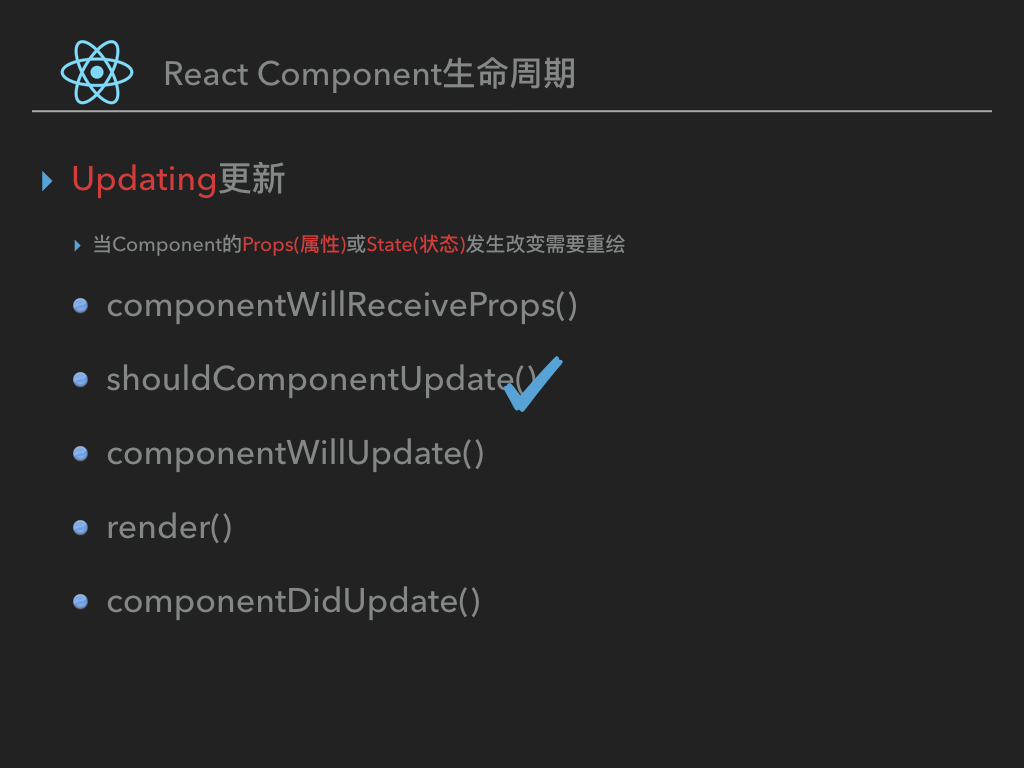 React Component生命周期
Updating更新
当Component的Props(属性)或State(状态)发生改变需要重绘
componentWillReceiveProps()
shouldComponentUpdate()
componentWillUpdate()
render()
componentDidUpdate()